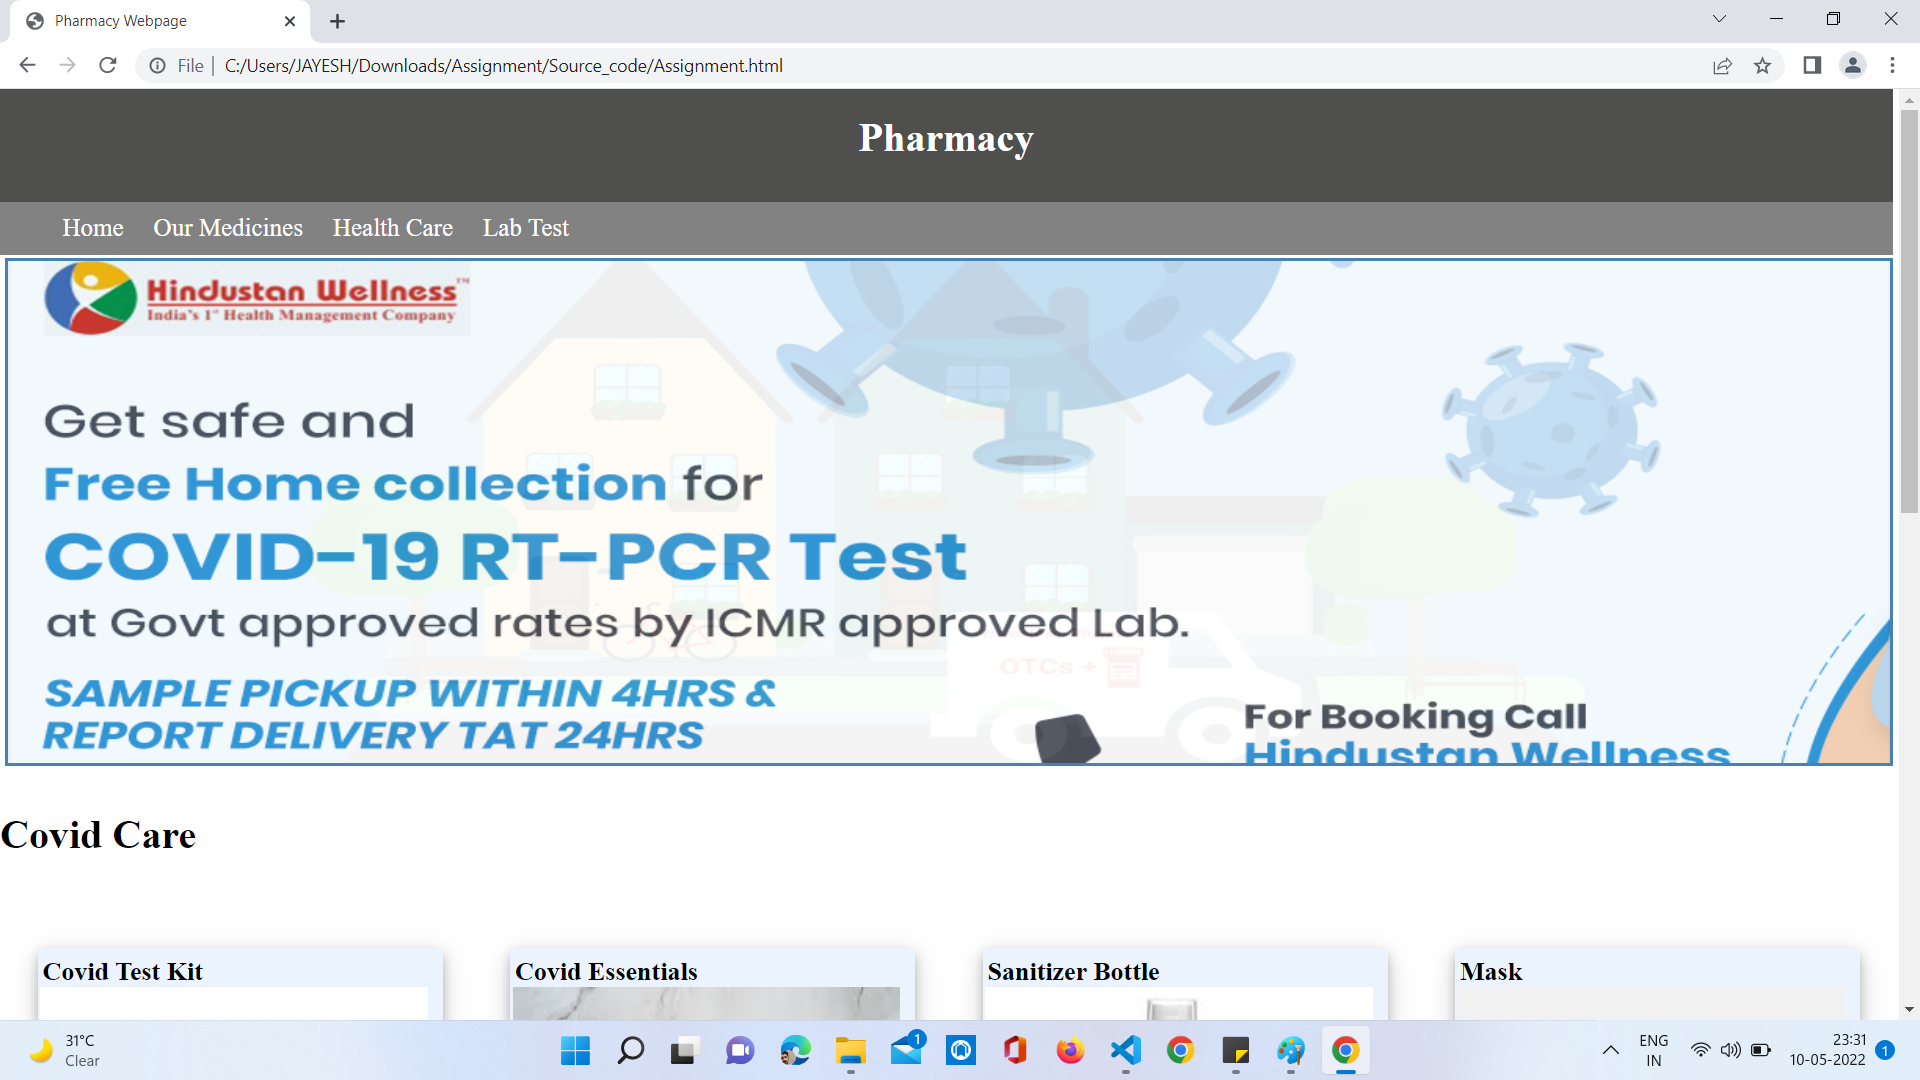 Pharmacy Webpage
File | C:/Users/JAYESH/Downloads/Assignment/Source_code/Assignment.html
Pharmacy
Home Our Medicines Health Care Lab Test
Hindustan Wellness™
India's 1st Health Management Company
Get safe and
Free Home collection for
COVID-19 RT-PCR Test
at Govt approved rates by ICMR approved Lab.
OTCs +
SAMPLE PICKUP WITHIN 4HRS &
REPORT DELIVERY TAT 24HRS
For Booking Call
Hindustan Wellness
Covid Care
Covid Test Kit Covid Essentials Sanitizer Bottle Mask
31°C
Clear
1
ENG
IN
23:31
10-05-2022
1